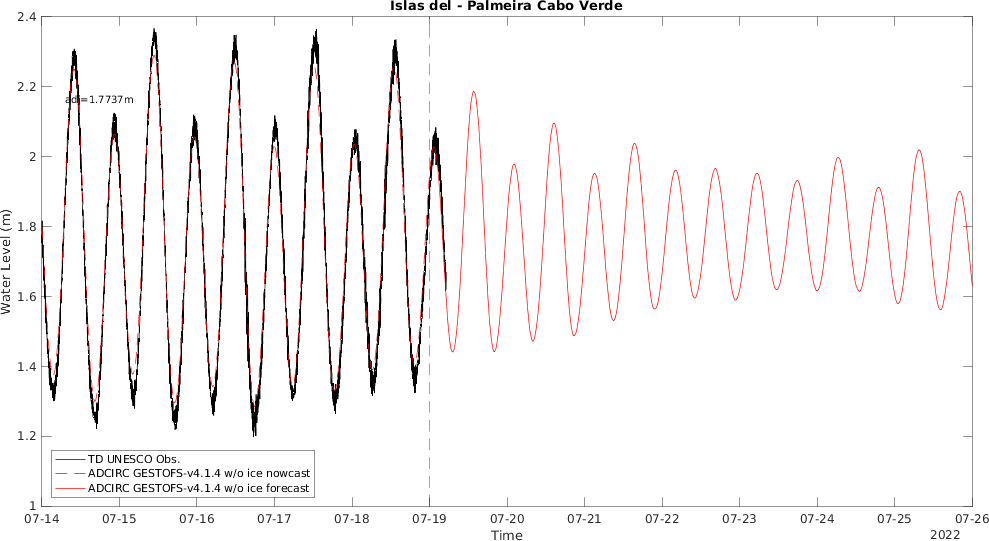 Islas del - Palmeira Cabo Verde
2.4
2.2
2
1.8
1.6
1.4
1.2
1
Water Level (m)
adj=1.7737m
TD UNESCO Obs.
ADCIRC GESTOFS-v4.1.4 w/o ice nowcast
ADCIRC GESTOFS-v4.1.4 w/o ice forecast
07-14 07-15 07-16 07-17 07-18 07-19 07-20 07-21 07-22 07-23 07-24 07-25 07-26
Time
2022